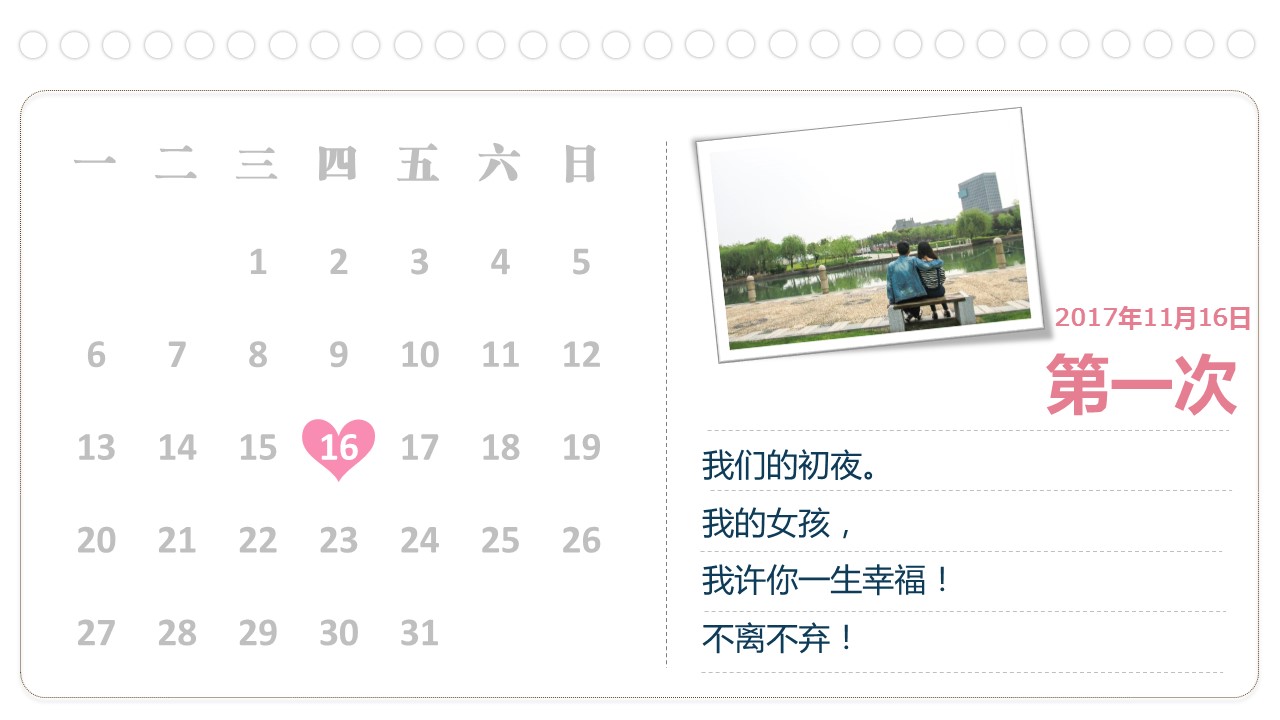 一 二 三 四 五 六 日
1 2 3 4 5
6 7 8 9 10 11 12
13 14 15 16 17 18 19
20 21 22 23 24 25 26
27 28 29 30 31
2017年11月16日
第一次
我们的初夜。
我的女孩，
我许你一生幸福！
不离不弃！